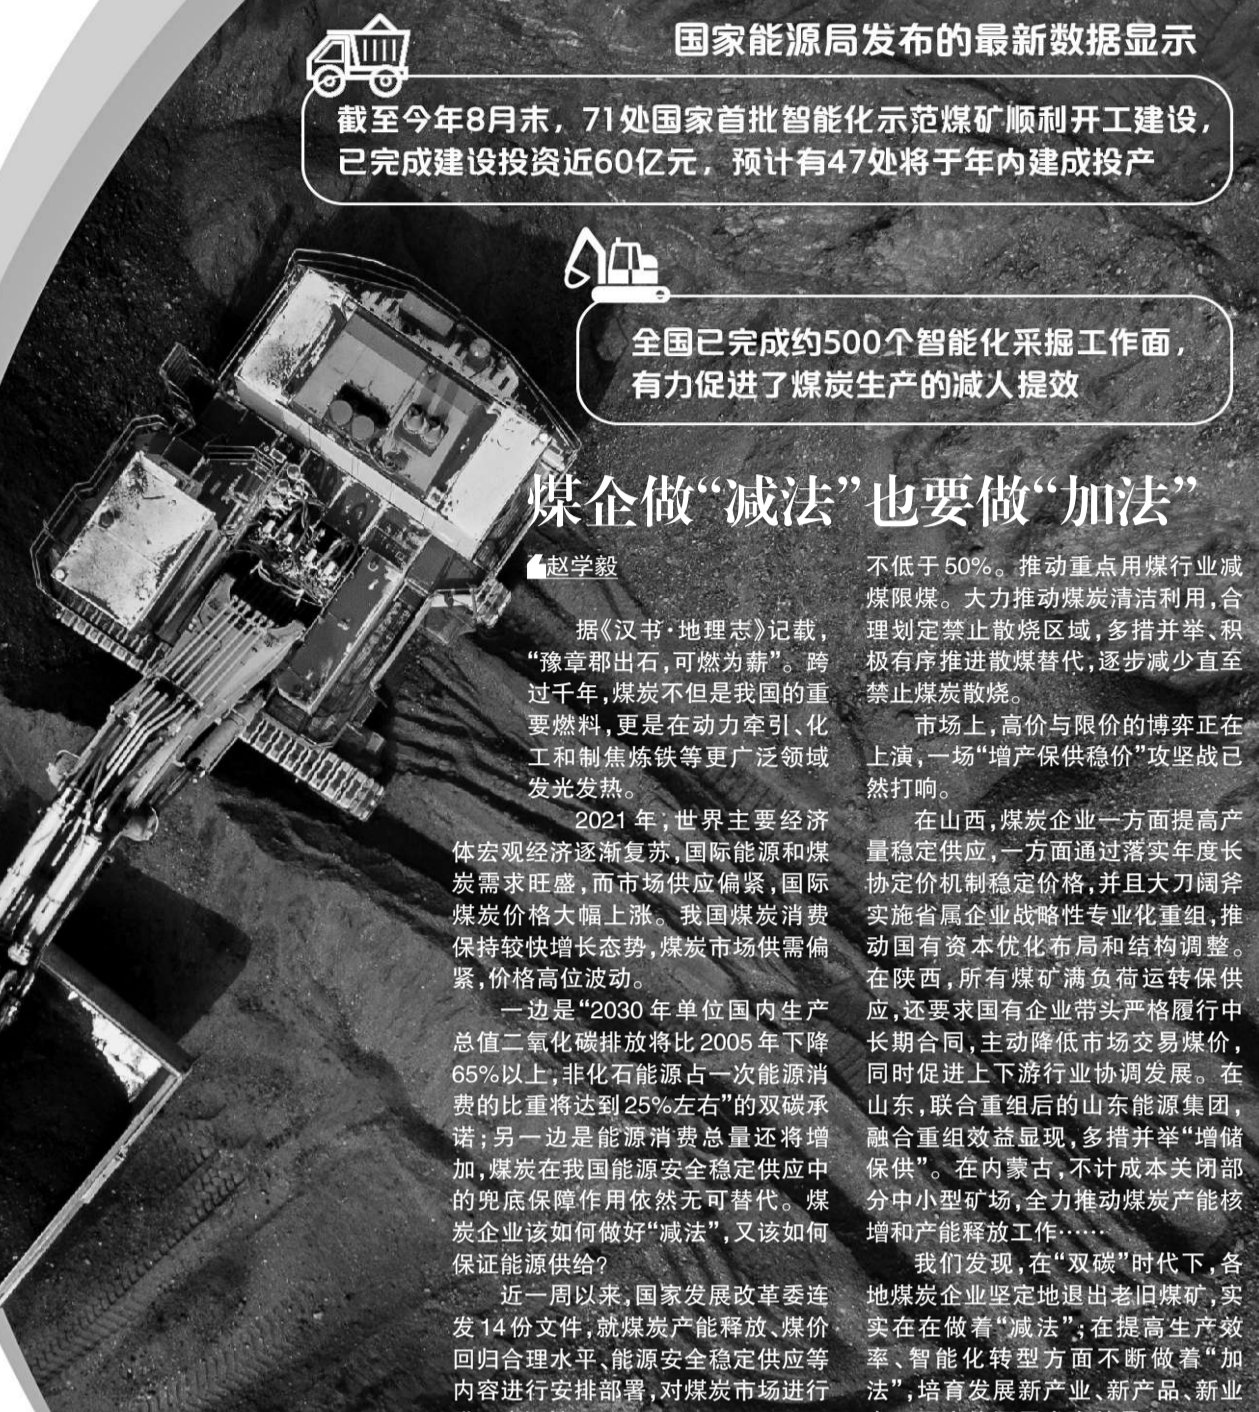 国家能源局发布的最新数据显示
截至今年8月末，71处国家首批智能化示范煤矿顺利开工建设，
已完成建设投资近60亿元，预计有47处将于年内建成投产
全国已完成约500个智能化采掘工作面，
有力促进了煤炭生产的减人提效
煤企做“减法”也要做“加法”
赵学毅
据《汉书·地理志》记载，
“豫章郡出石，可燃为薪”。跨
过千年，煤炭不但是我国的重
要燃料，更是在动力牵引、化
工和制焦炼铁等更广泛领域
发光发热。
2021年，世界主要经济
体宏观经济逐渐复苏，国际能源和煤
炭需求旺盛，而市场供应偏紧，国际
煤炭价格大幅上涨。我国煤炭消费
保持较快增长态势，煤炭市场供需偏
紧，价格高位波动。
一边是“2030年单位国内生产
总值二氧化碳排放将比2005年下降
65%以上，非化石能源占一次能源消
费的比重将达到25%左右”的双碳承
诺；另一边是能源消费总量还将增
加，煤炭在我国能源安全稳定供应中
的兜底保障作用依然无可替代。煤
炭企业该如何做好“减法”，又该如何
保证能源供给?
近一周以来，国家发展改革委连
发14份文件，就煤炭产能释放、煤价
回归合理水平、能源安全稳定供应等
内容进行安排部署，对煤炭市场进行
不低于50%。推动重点用煤行业减
煤限煤。大力推动煤炭清洁利用，合
理划定禁止散烧区域，多措并举、积
极有序推进散煤替代，逐步减少直至
禁止煤炭散烧。
市场上，高价与限价的博弈正在
上演，一场“增产保供稳价”攻坚战已
然打响。
在山西，煤炭企业一方面提高产
量稳定供应，一方面通过落实年度长
协定价机制稳定价格，并且大刀阔斧
实施省属企业战略性专业化重组，推
动国有资本优化布局和结构调整。
在陕西，所有煤矿满负荷运转保供
应，还要求国有企业带头严格履行中
长期合同，主动降低市场交易煤价，
同时促进上下游行业协调发展。在
山东，联合重组后的山东能源集团，
融合重组效益显现，多措并举“增储
保供”。在内蒙古，不计成本关闭部
分中小型矿场，全力推动煤炭产能核
增和产能释放工作……
我们发现，在“双碳”时代下，各
地煤炭企业坚定地退出老旧煤矿，实
实在在做着“减法”；在提高生产效
率、智能化转型方面不断做着“加
法”，培育发展新产业、新产品、新业